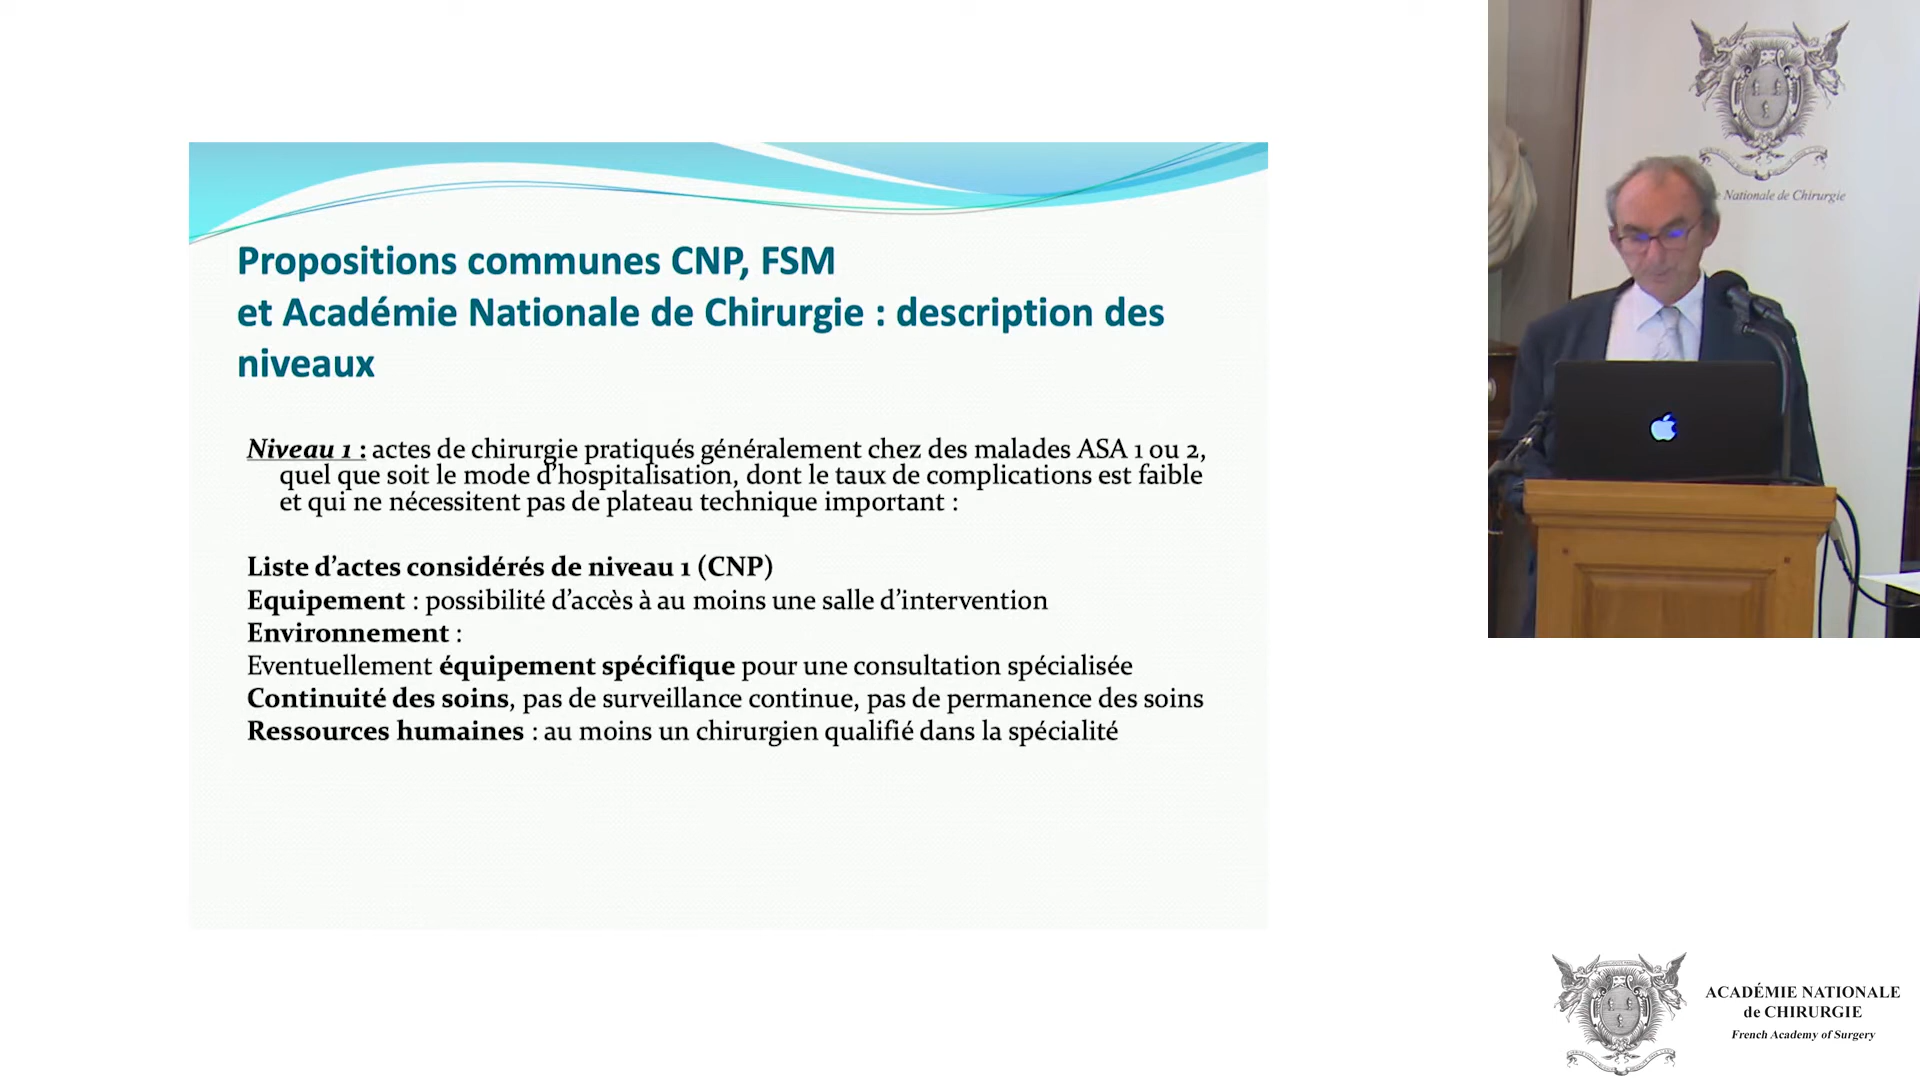 Propositions communes CNP, FSM
et Académie Nationale de Chirurgie : description des
niveaux
Niveau 1 : actes de chirurgie pratiqués généralement chez des malades ASA 1 ou 2,
quel que soit le mode d’hospitalisation, dont le taux de complications est faible
et qui ne nécessitent pas de plateau technique important :
Liste d’actes considérés de niveau 1 (CNP)
Equipement : possibilité d’accès à au moins une salle d’intervention
Environnement :
Eventuellement équipement spécifique pour une consultation spécialisée
Continuité des soins, pas de surveillance continue, pas de permanence des soins
Ressources humaines : au moins un chirurgien qualifié dans la spécialité
Nationale de Chirurgie
ACADÉMIE NATIONALE
de CHIRURGIE
French Academy of Surgery